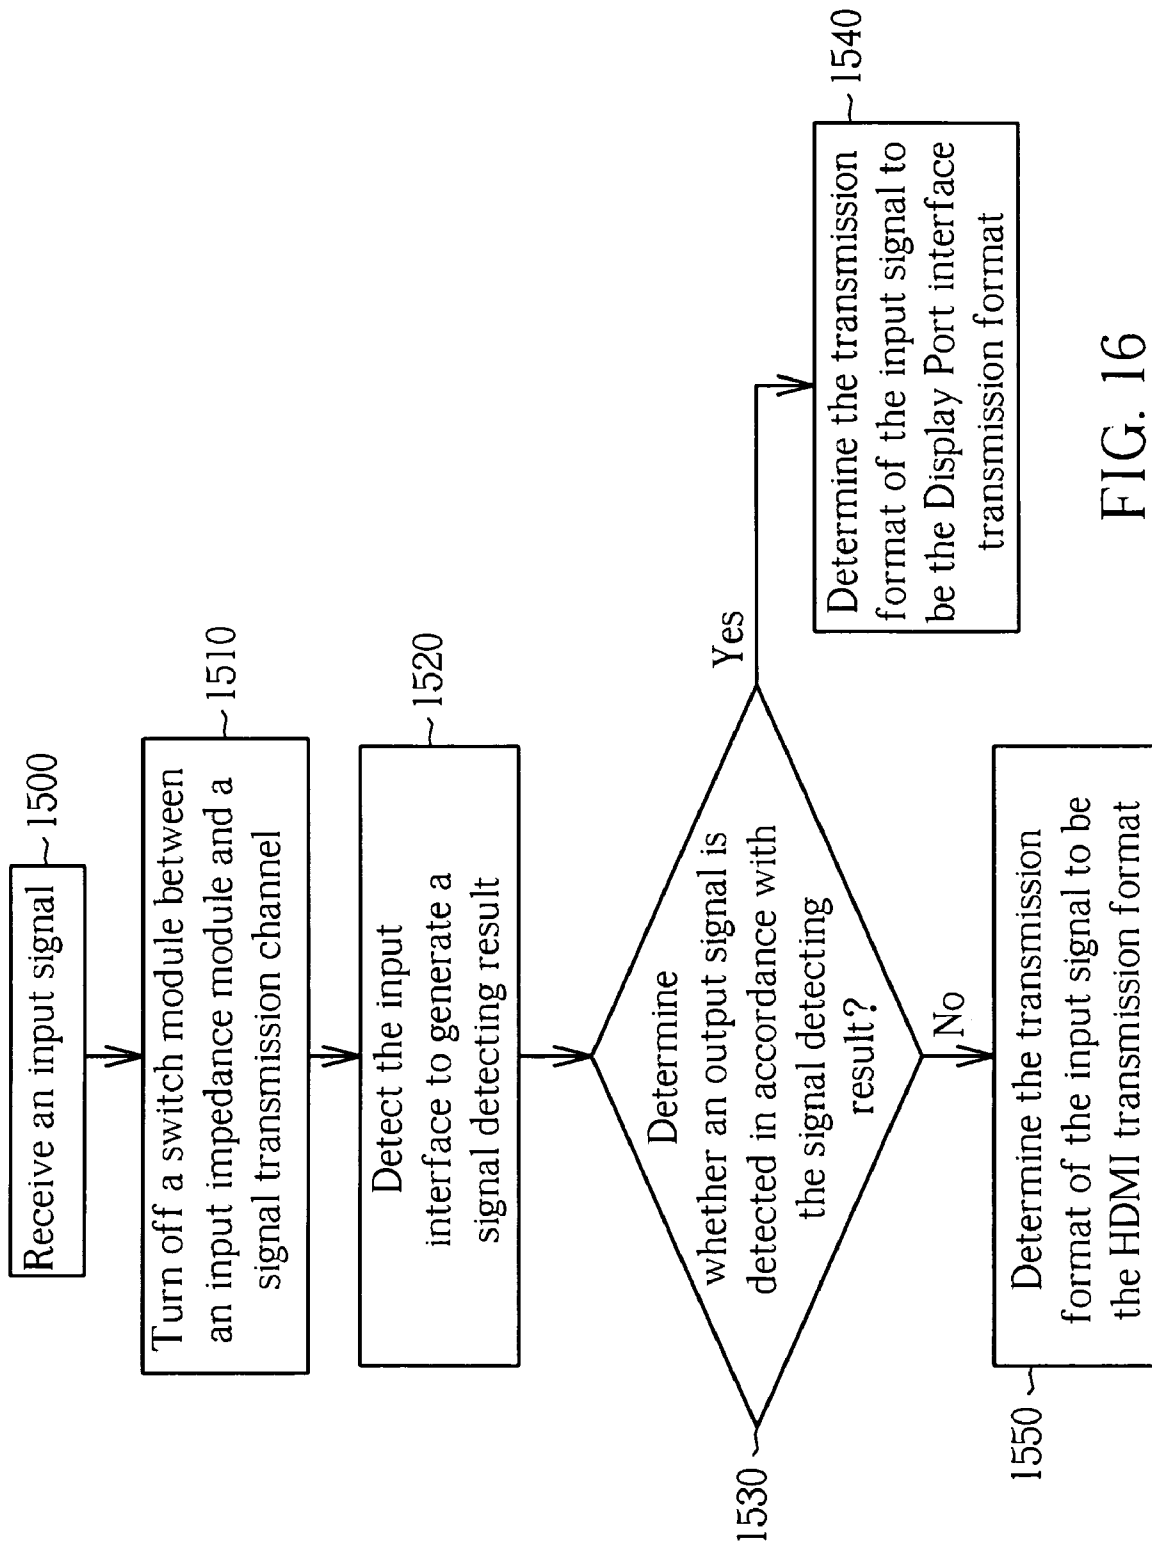 Receive an input signal
1500
Turn off a switch module between
an input impedance module and a
signal transmission channel
1510
Detect the input
interface to generate a
signal detecting result
1520
Determine
whether an output signal is
detected in accordance with
the signal detecting
result?
1530
Yes
Determine the transmission
format of the input signal to
be the Display Port interface
transmission format
1540
No
Determine the transmission
format of the input signal to be
the HDMI transmission format
1550
FIG. 16